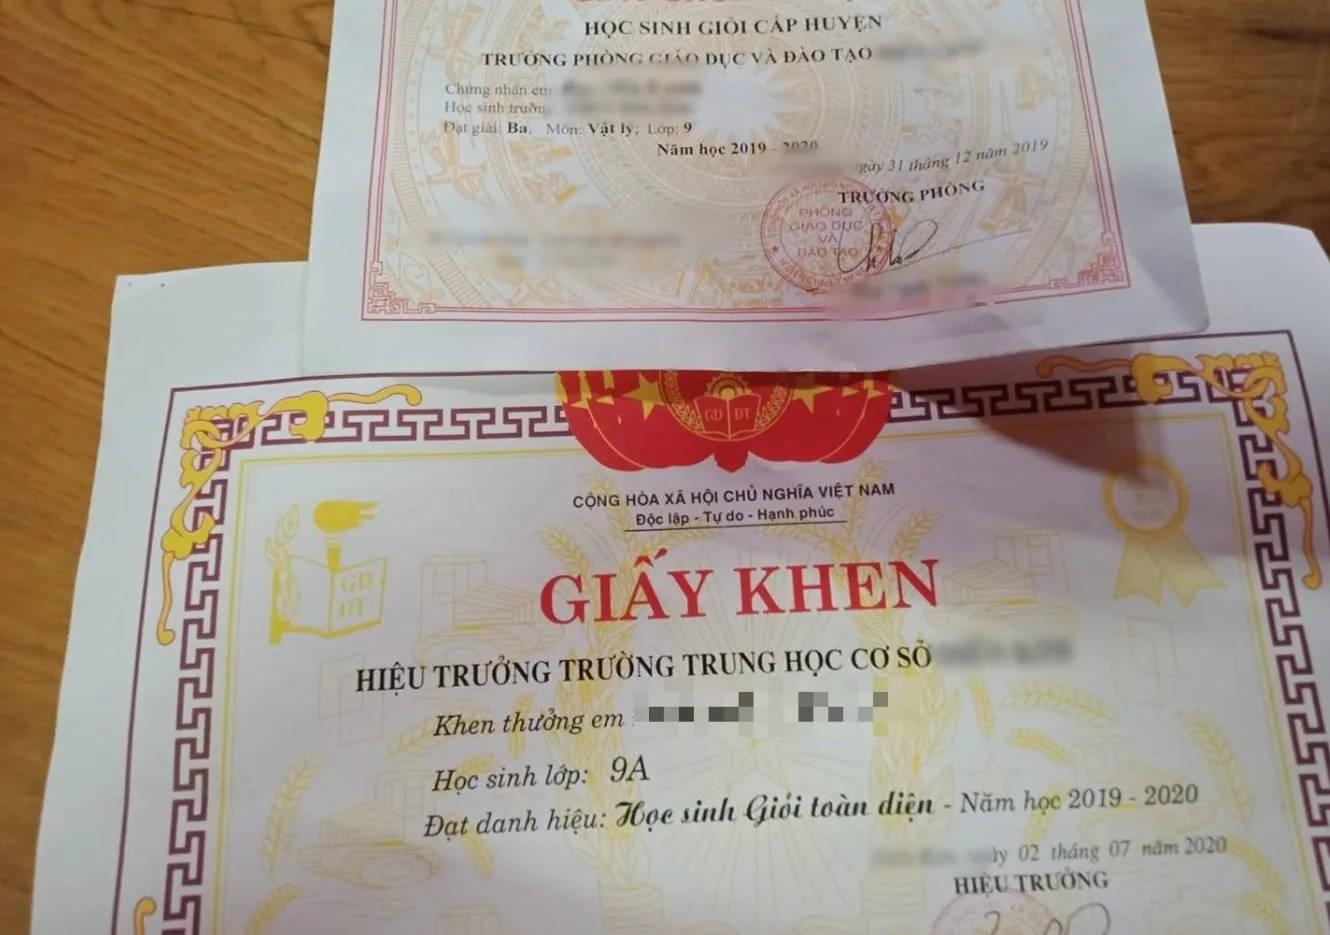 HỌC SINH GIỎI CẤP HUYỆN
TRƯỞNG PHÒNG GIÁO DỤC VÀ ĐÀO TẠO
Chứng nhận em
Học sinh trường
Đạt giải: Ba, Môn: Vật lý; Lớp: 9
Năm học 2019 - 2020
gày 31 tháng 12 năm 2019
TRƯỞNG PHÒNG
PHÒNG
GIÁO DỤC
VÀ
ĐÀO TẠO
GD ĐT
CỘNG HÒA XÃ HỘI CHỦ NGHĨA VIỆT NAM
Độc lập - Tự do - Hạnh phúc
GD
ĐT
GIẤY KHEN
HIỆU TRƯỞNG TRƯỜNG TRUNG HỌC CƠ SỞ
Khen thưởng em
Học sinh lớp: 9A
Đạt danh hiệu: Học sinh Giỏi toàn diện - Năm học 2019 - 2020
ày 02 tháng 07 năm 2020
HIỆU TRƯỞNG